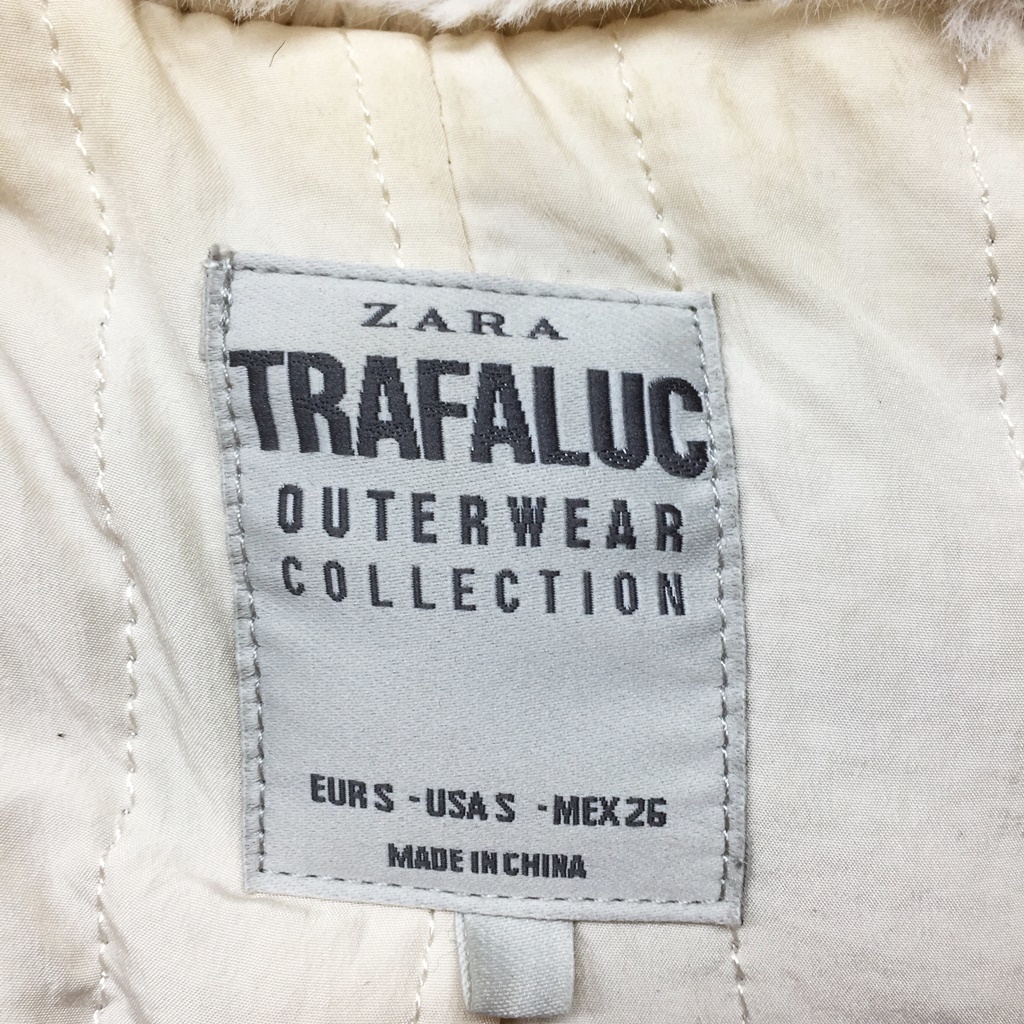 ZARA
TRAFALUC
OUTERWEAR
COLLECTION
EUR S - USA S - MEX 26
MADE IN CHINA